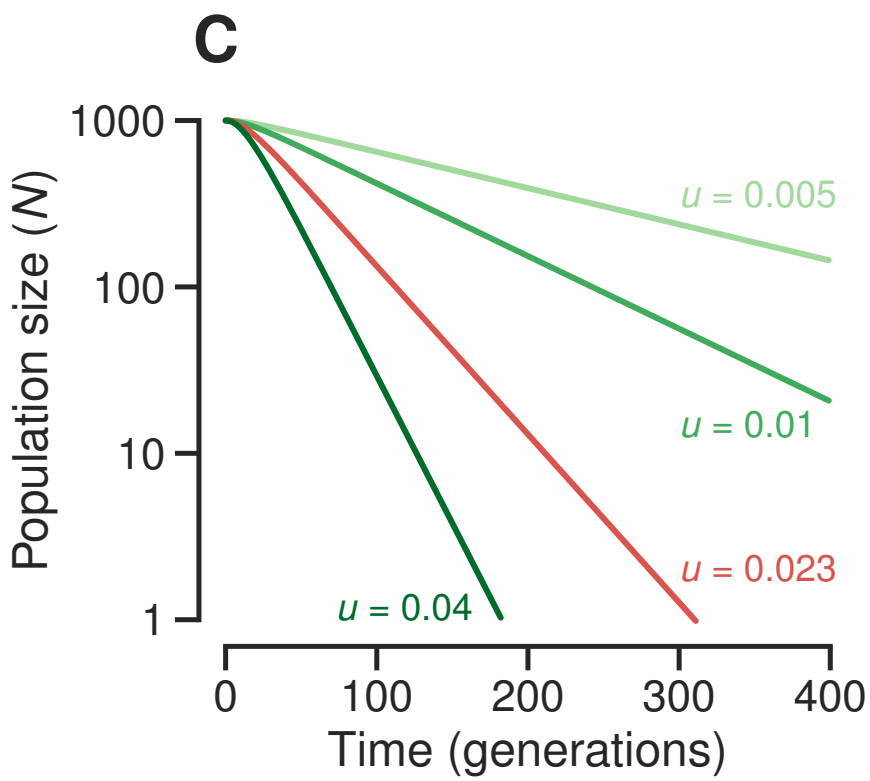 C
1000
100
10
1
Population size (N)
u = 0.005
u = 0.01
u = 0.023
u = 0.04
0 100 200 300 400
Time (generations)